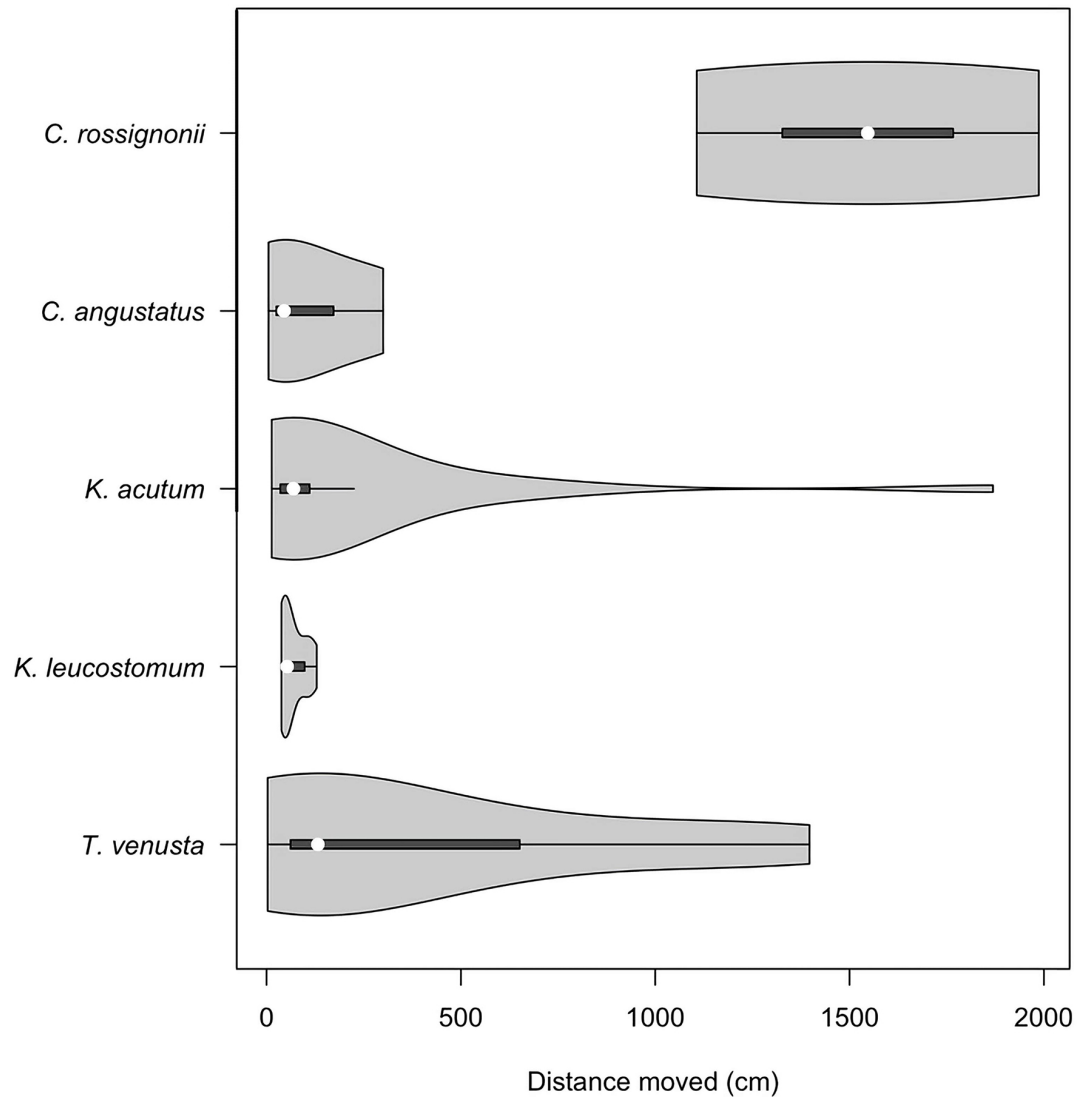 C. rossignonii
C. angustatus
K. acutum
K. leucostomum
T. venusta
0 500 1000 1500 2000
Distance moved (cm)